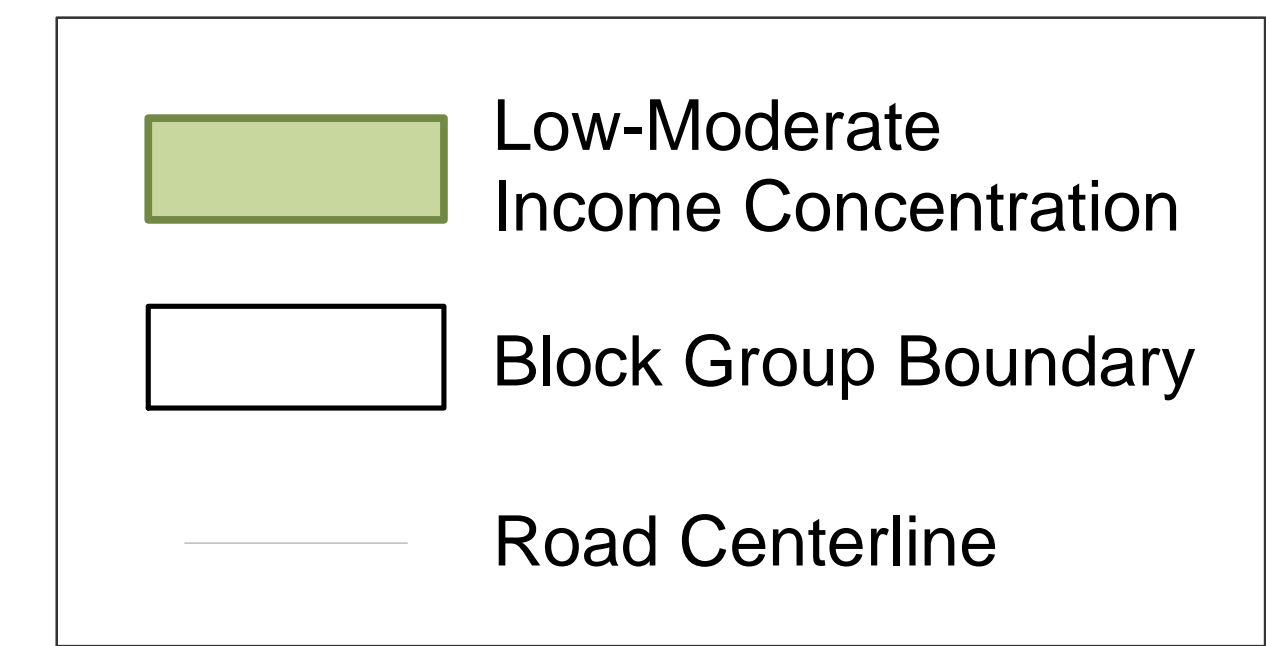 Low-Moderate
Income Concentration
Block Group Boundary
Road Centerline